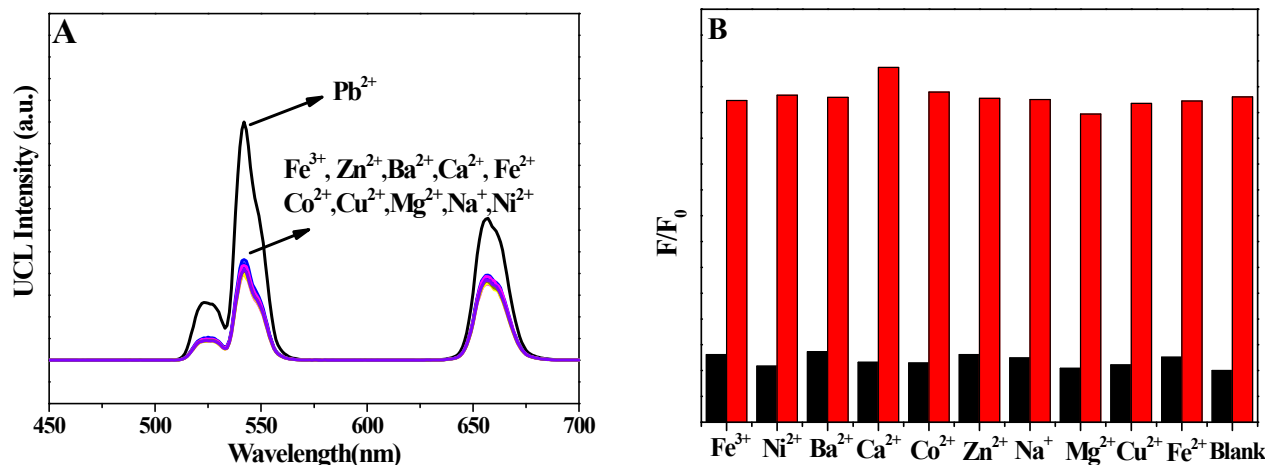 A
UCL Intensity (a.u.)
Pb²⁺
Fe³⁺, Zn²⁺,Ba²⁺,Ca²⁺, Fe²⁺
Co²⁺,Cu²⁺,Mg²⁺,Na⁺,Ni²⁺
450 500 550 600 650 700
Wavelength(nm)
B
F/F₀
Fe³⁺ Ni²⁺ Ba²⁺ Ca²⁺ Co²⁺ Zn²⁺ Na⁺ Mg²⁺ Cu²⁺ Fe²⁺ Blank